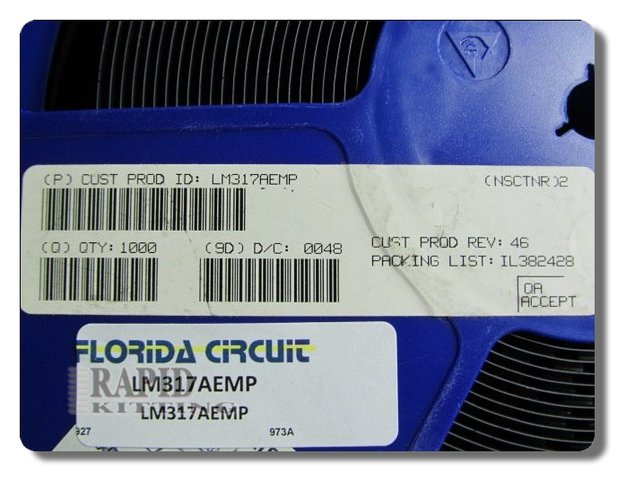 (P) CUST PROD ID: LM317AEMP
(NSCTNR)2
(Q) QTY: 1000
(9D) D/C: 0048
CUST PROD REV: 46
PACKING LIST: IL382428
QA
ACCEPT
FLORIDA CIRCUIT
RAPID
LM317AEMP
KITTING
LM317AEMP
927
973A